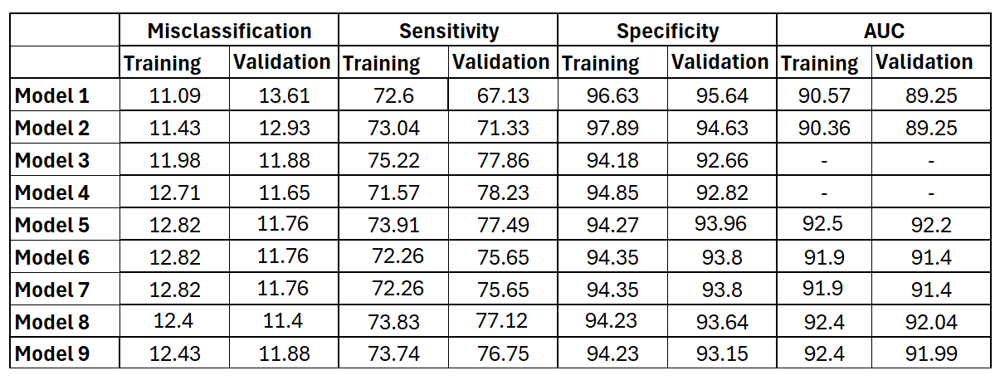 Misclassification Sensitivity Specificity AUC
Training Validation Training Validation Training Validation Training Validation
Model 1 11.09 13.61 72.6 67.13 96.63 95.64 90.57 89.25
Model 2 11.43 12.93 73.04 71.33 97.89 94.63 90.36 89.25
Model 3 11.98 11.88 75.22 77.86 94.18 92.66 - -
Model 4 12.71 11.65 71.57 78.23 94.85 92.82 - -
Model 5 12.82 11.76 73.91 77.49 94.27 93.96 92.5 92.2
Model 6 12.82 11.76 72.26 75.65 94.35 93.8 91.9 91.4
Model 7 12.82 11.76 72.26 75.65 94.35 93.8 91.9 91.4
Model 8 12.4 11.4 73.83 77.12 94.23 93.64 92.4 92.04
Model 9 12.43 11.88 73.74 76.75 94.23 93.15 92.4 91.99